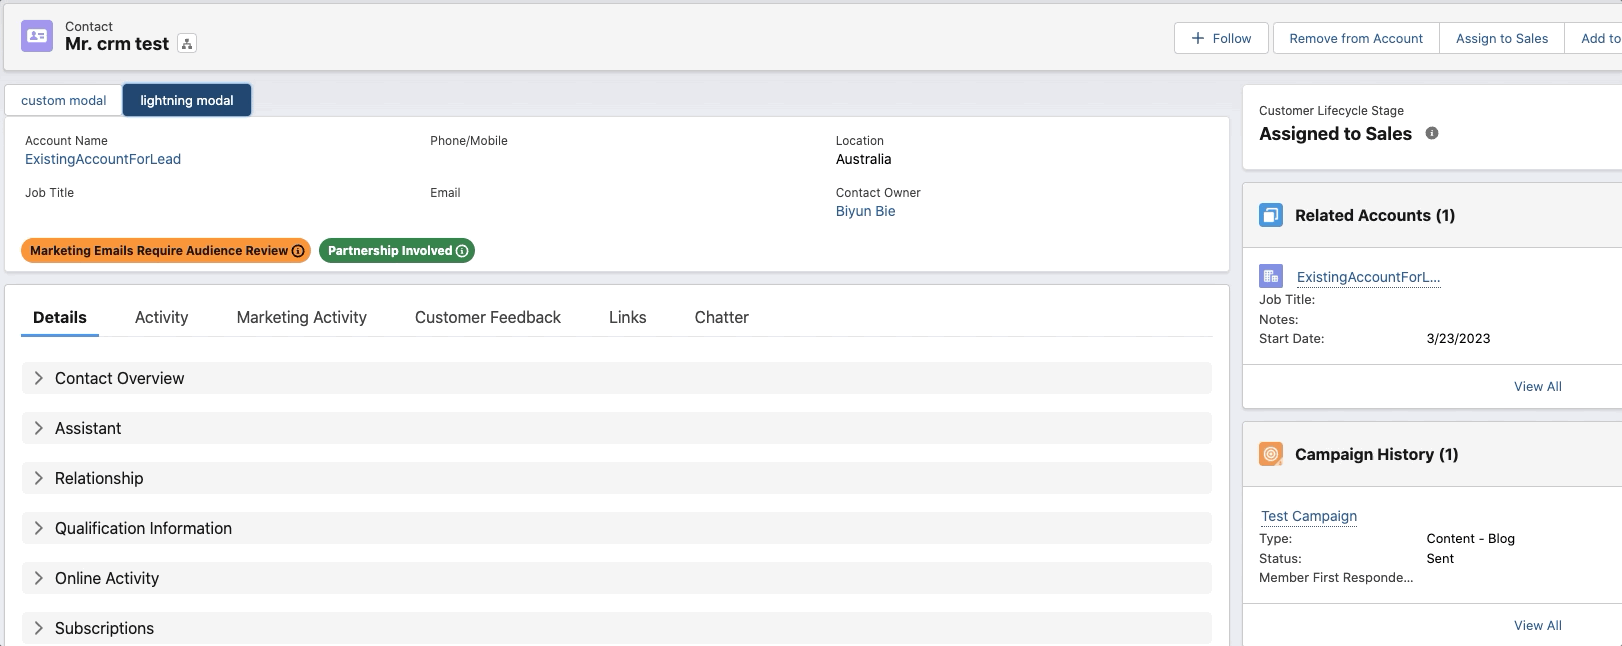 Contact
Mr. crm test
Follow
Remove from Account
Assign to Sales
Add to
custom modal
lightning modal
Account Name
ExistingAccountForLead
Phone/Mobile
Location
Australia
Job Title
Email
Contact Owner
Biyun Bie
Marketing Emails Require Audience Review
Partnership Involved
Details
Activity
Marketing Activity
Customer Feedback
Links
Chatter
Contact Overview
Assistant
Relationship
Qualification Information
Online Activity
Subscriptions
Customer Lifecycle Stage
Assigned to Sales
Related Accounts (1)
ExistingAccountForL...
Job Title:
Notes:
Start Date: 3/23/2023
View All
Campaign History (1)
Test Campaign
Type: Content - Blog
Status: Sent
Member First Responde...
View All